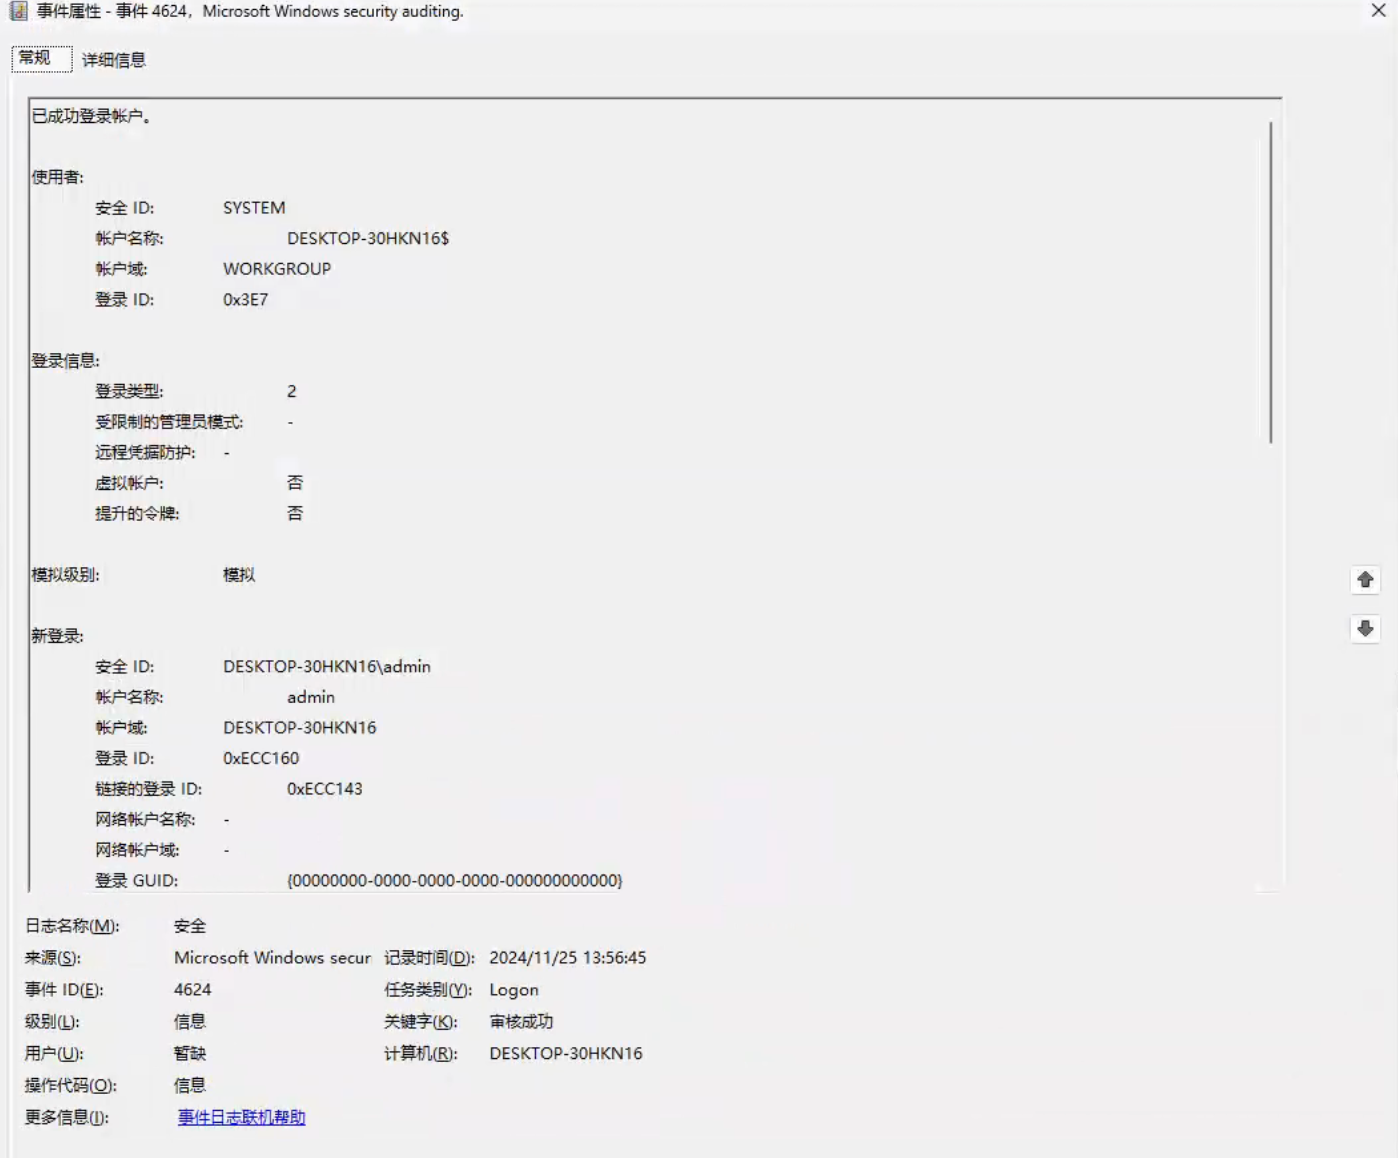 事件属性 - 事件 4624，Microsoft Windows security auditing.
常规 详细信息
已成功登录帐户。
使用者:
安全 ID: SYSTEM
帐户名称: DESKTOP-30HKN16$
帐户域: WORKGROUP
登录 ID: 0x3E7
登录信息:
登录类型: 2
受限制的管理员模式: -
远程凭据防护: -
虚拟帐户: 否
提升的令牌: 否
模拟级别: 模拟
新登录:
安全 ID: DESKTOP-30HKN16\admin
帐户名称: admin
帐户域: DESKTOP-30HKN16
登录 ID: 0xECC160
链接的登录 ID: 0xECC143
网络帐户名称: -
网络帐户域: -
登录 GUID: {00000000-0000-0000-0000-000000000000}
日志名称(M): 安全
来源(S): Microsoft Windows secur 记录时间(D): 2024/11/25 13:56:45
事件 ID(E): 4624 任务类别(Y): Logon
级别(L): 信息 关键字(K): 审核成功
用户(U): 暂缺 计算机(R): DESKTOP-30HKN16
操作代码(O): 信息
更多信息(I): 事件日志联机帮助